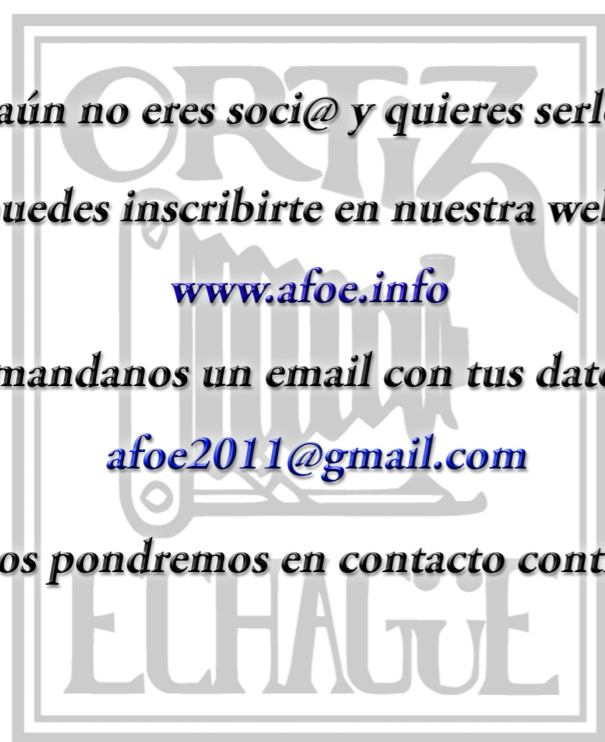 ORTiZ
aún no eres soci@ y quieres serl
uedes inscribirte en nuestra we
www.afoe.info
mandanos un email con tus dat
afoe2011@gmail.com
os pondremos en contacto cont
ECHAGÜE